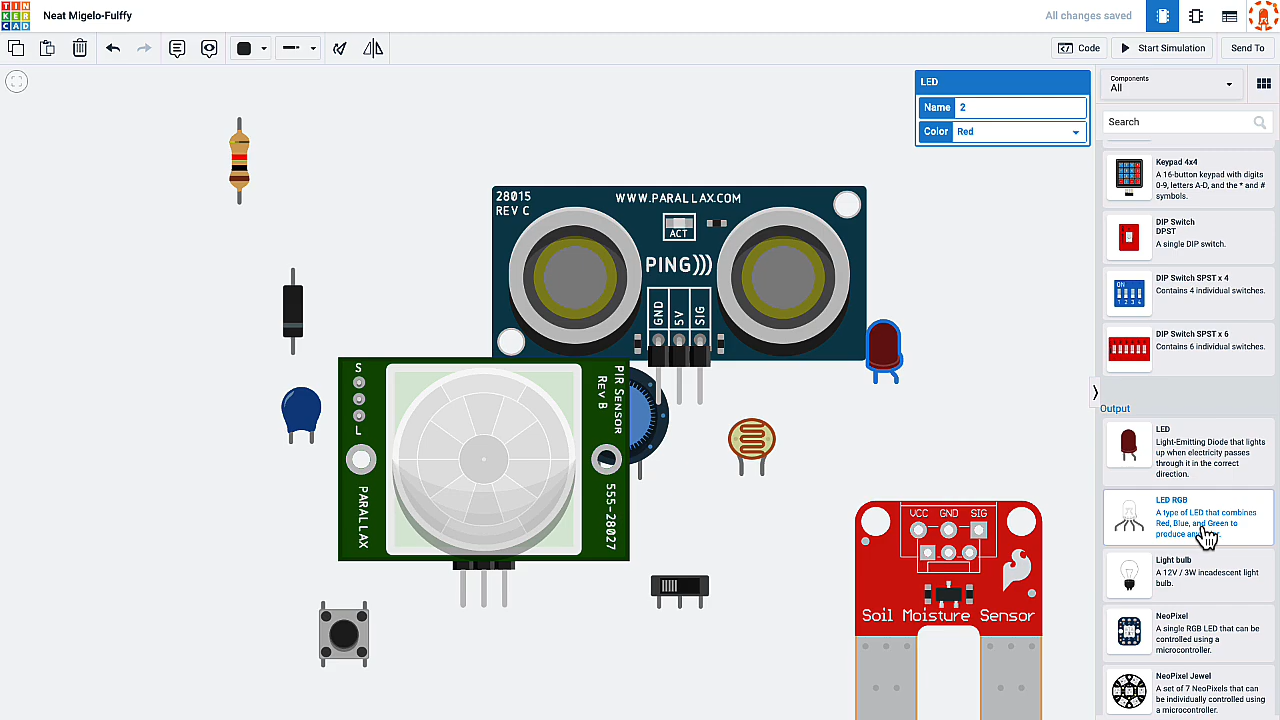 TIN
KER
CAD
Neat Migelo-Fulffy
All changes saved
Code
Start Simulation
Send To
LED
Name 2
Color Red
Components
All
Search
Keypad 4x4
A 16-button keypad with digits
0-9, letters A-D, and the * and #
symbols.
DIP Switch
DPST
A single DIP switch.
DIP Switch SPST x 4
Contains 4 individual switches.
DIP Switch SPST x 6
Contains 6 individual switches.
Output
LED
Light-Emitting Diode that lights
up when electricity passes
through it in the correct
direction.
LED RGB
A type of LED that combines
Red, Blue, and Green to
produce
Light bulb
A 12V / 3W incadescent light
bulb.
NeoPixel
A single RGB LED that can be
controlled using a
microcontroller.
NeoPixel Jewel
A set of 7 NeoPixels that can
be individually controlled using
a microcontroller.
28015
REV C
WWW.PARALLAX.COM
ACT
PING)))
GND
5V
SIG
S
L
PARALLAX
PIR SENSOR
REV B
555-28027
VCC GND SIG
Soil Moisture Sensor
ON
1 2 3 4